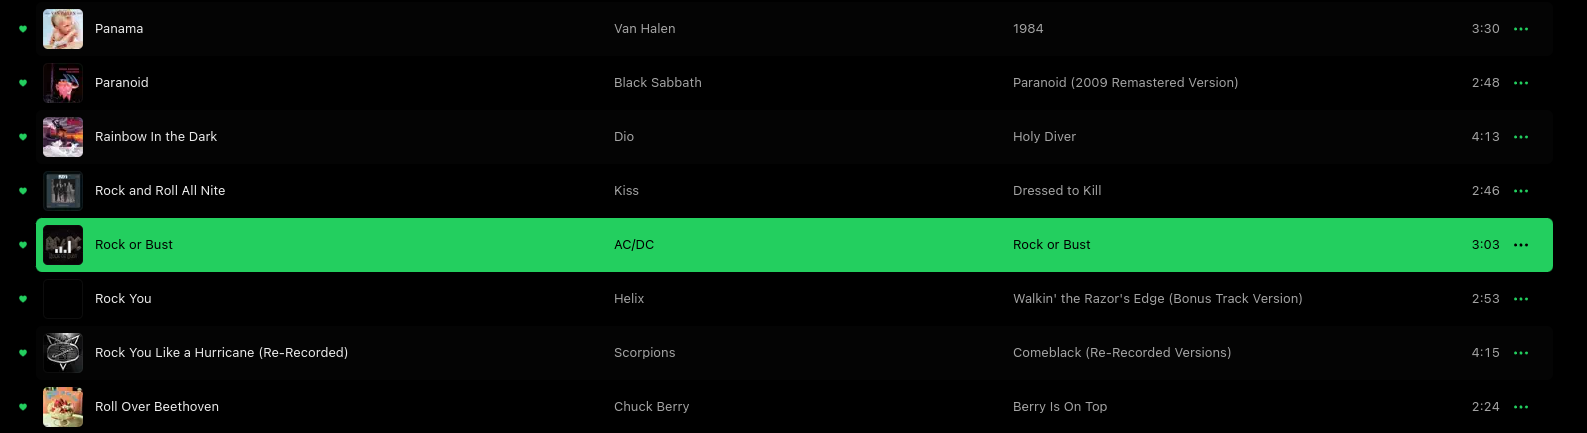 Panama Van Halen 1984 3:30
Paranoid Black Sabbath Paranoid (2009 Remastered Version) 2:48
Rainbow In the Dark Dio Holy Diver 4:13
Rock and Roll All Nite Kiss Dressed to Kill 2:46
Rock or Bust AC/DC Rock or Bust 3:03
Rock You Helix Walkin' the Razor's Edge (Bonus Track Version) 2:53
Rock You Like a Hurricane (Re-Recorded) Scorpions Comeblack (Re-Recorded Versions) 4:15
Roll Over Beethoven Chuck Berry Berry Is On Top 2:24